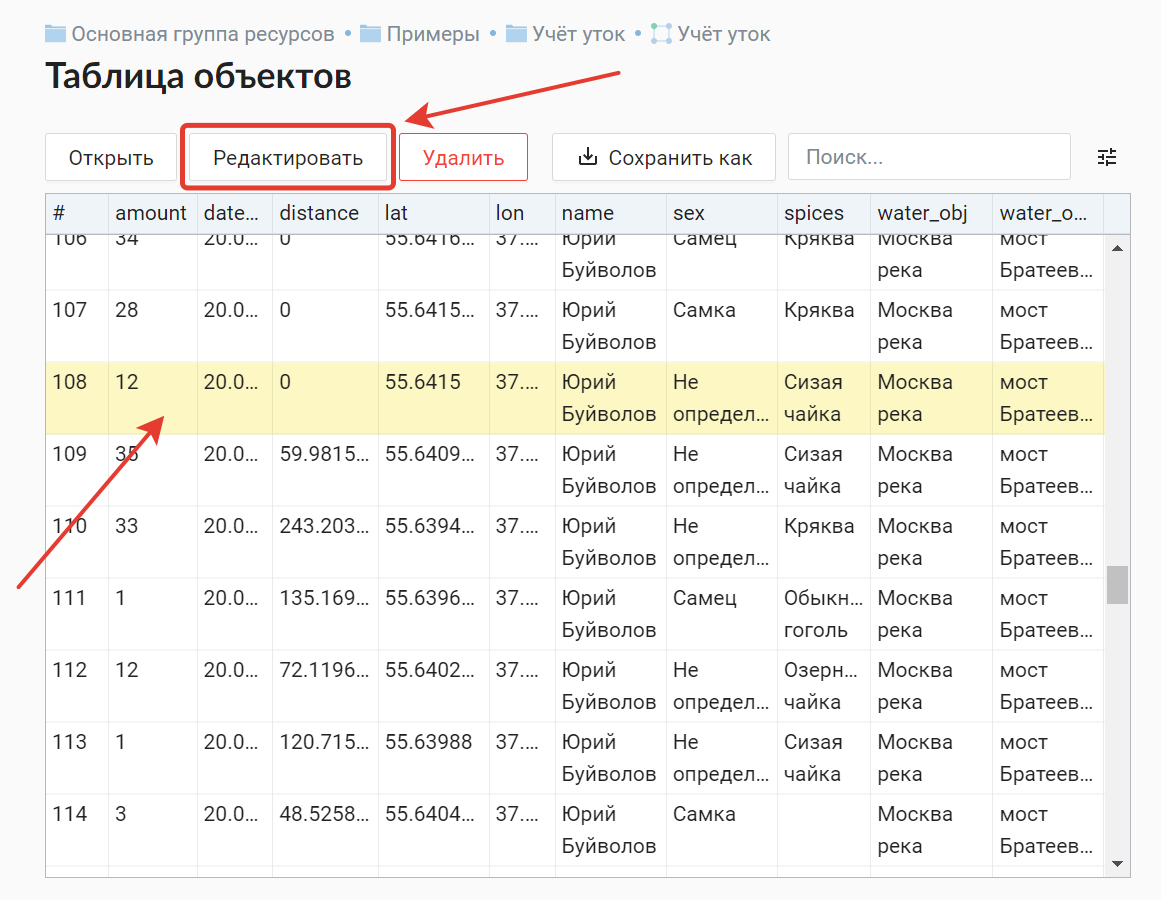 Основная группа ресурсов • Примеры • Учёт уток • Учёт уток
Таблица объектов
Открыть Редактировать Удалить Сохранить как Поиск...
# amount date... distance lat lon name sex spices water_obj water_o...
106 34 20.0... 0 55.6416... 37.... Юрий Самец Кряква Москва мост
Буйволов река Братеев...
107 28 20.0... 0 55.6415... 37.... Юрий Самка Кряква Москва мост
Буйволов река Братеев...
108 12 20.0... 0 55.6415 37.... Юрий Не Сизая Москва мост
Буйволов определ... чайка река Братеев...
109 35 20.0... 59.9815... 55.6409... 37.... Юрий Не Сизая Москва мост
Буйволов определ... чайка река Братеев...
110 33 20.0... 243.203... 55.6394... 37.... Юрий Не Кряква Москва мост
Буйволов определ... река Братеев...
111 1 20.0... 135.169... 55.6396... 37.... Юрий Самец Обыкн... Москва мост
Буйволов гоголь река Братеев...
112 12 20.0... 72.1196... 55.6402... 37.... Юрий Не Озерн... Москва мост
Буйволов определ... чайка река Братеев...
113 1 20.0... 120.715... 55.63988 37.... Юрий Не Сизая Москва мост
Буйволов определ... чайка река Братеев...
114 3 20.0... 48.5258... 55.6404... 37.... Юрий Самка Москва мост
Буйволов река Братеев...